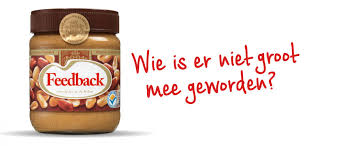 Feedback
Wie is er niet groot
mee geworden?